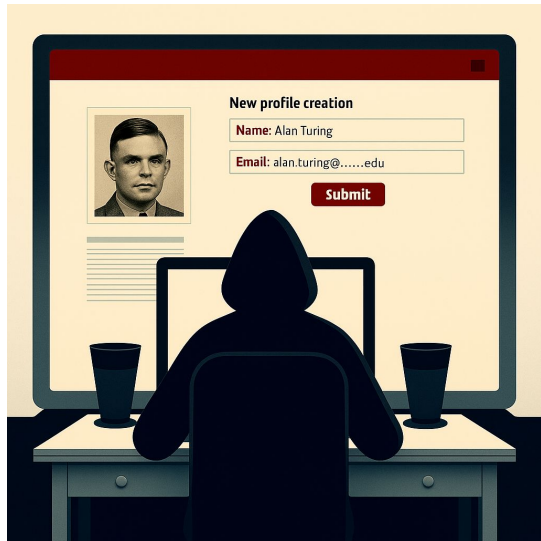 New profile creation
Name: Alan Turing
Email: alan.turing@......edu
Submit